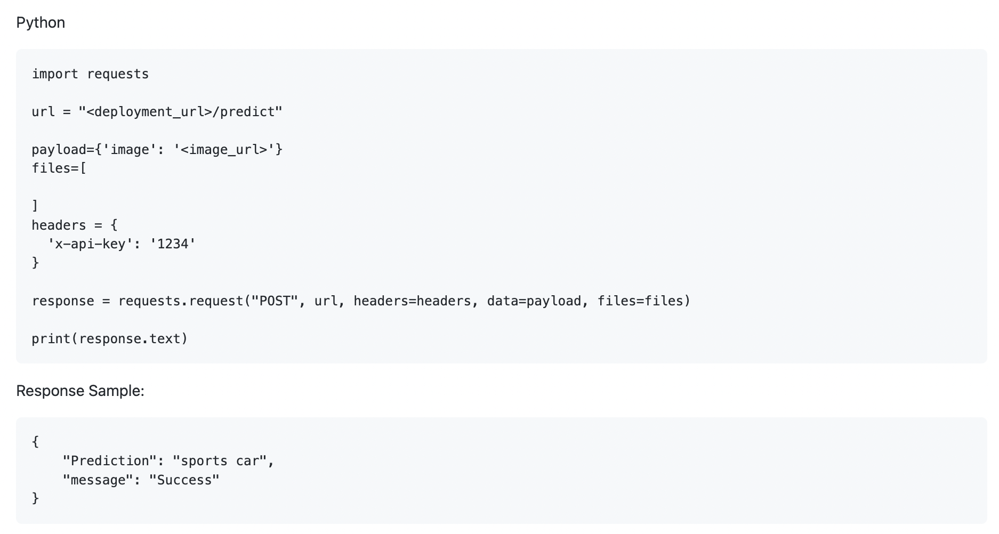 Python
import requests
url = "<deployment_url>/predict"
payload={'image': '<image_url>'}
files=[
]
headers = {
  'x-api-key': '1234'
}
response = requests.request("POST", url, headers=headers, data=payload, files=files)
print(response.text)
Response Sample:
{
    "Prediction": "sports car",
    "message": "Success"
}